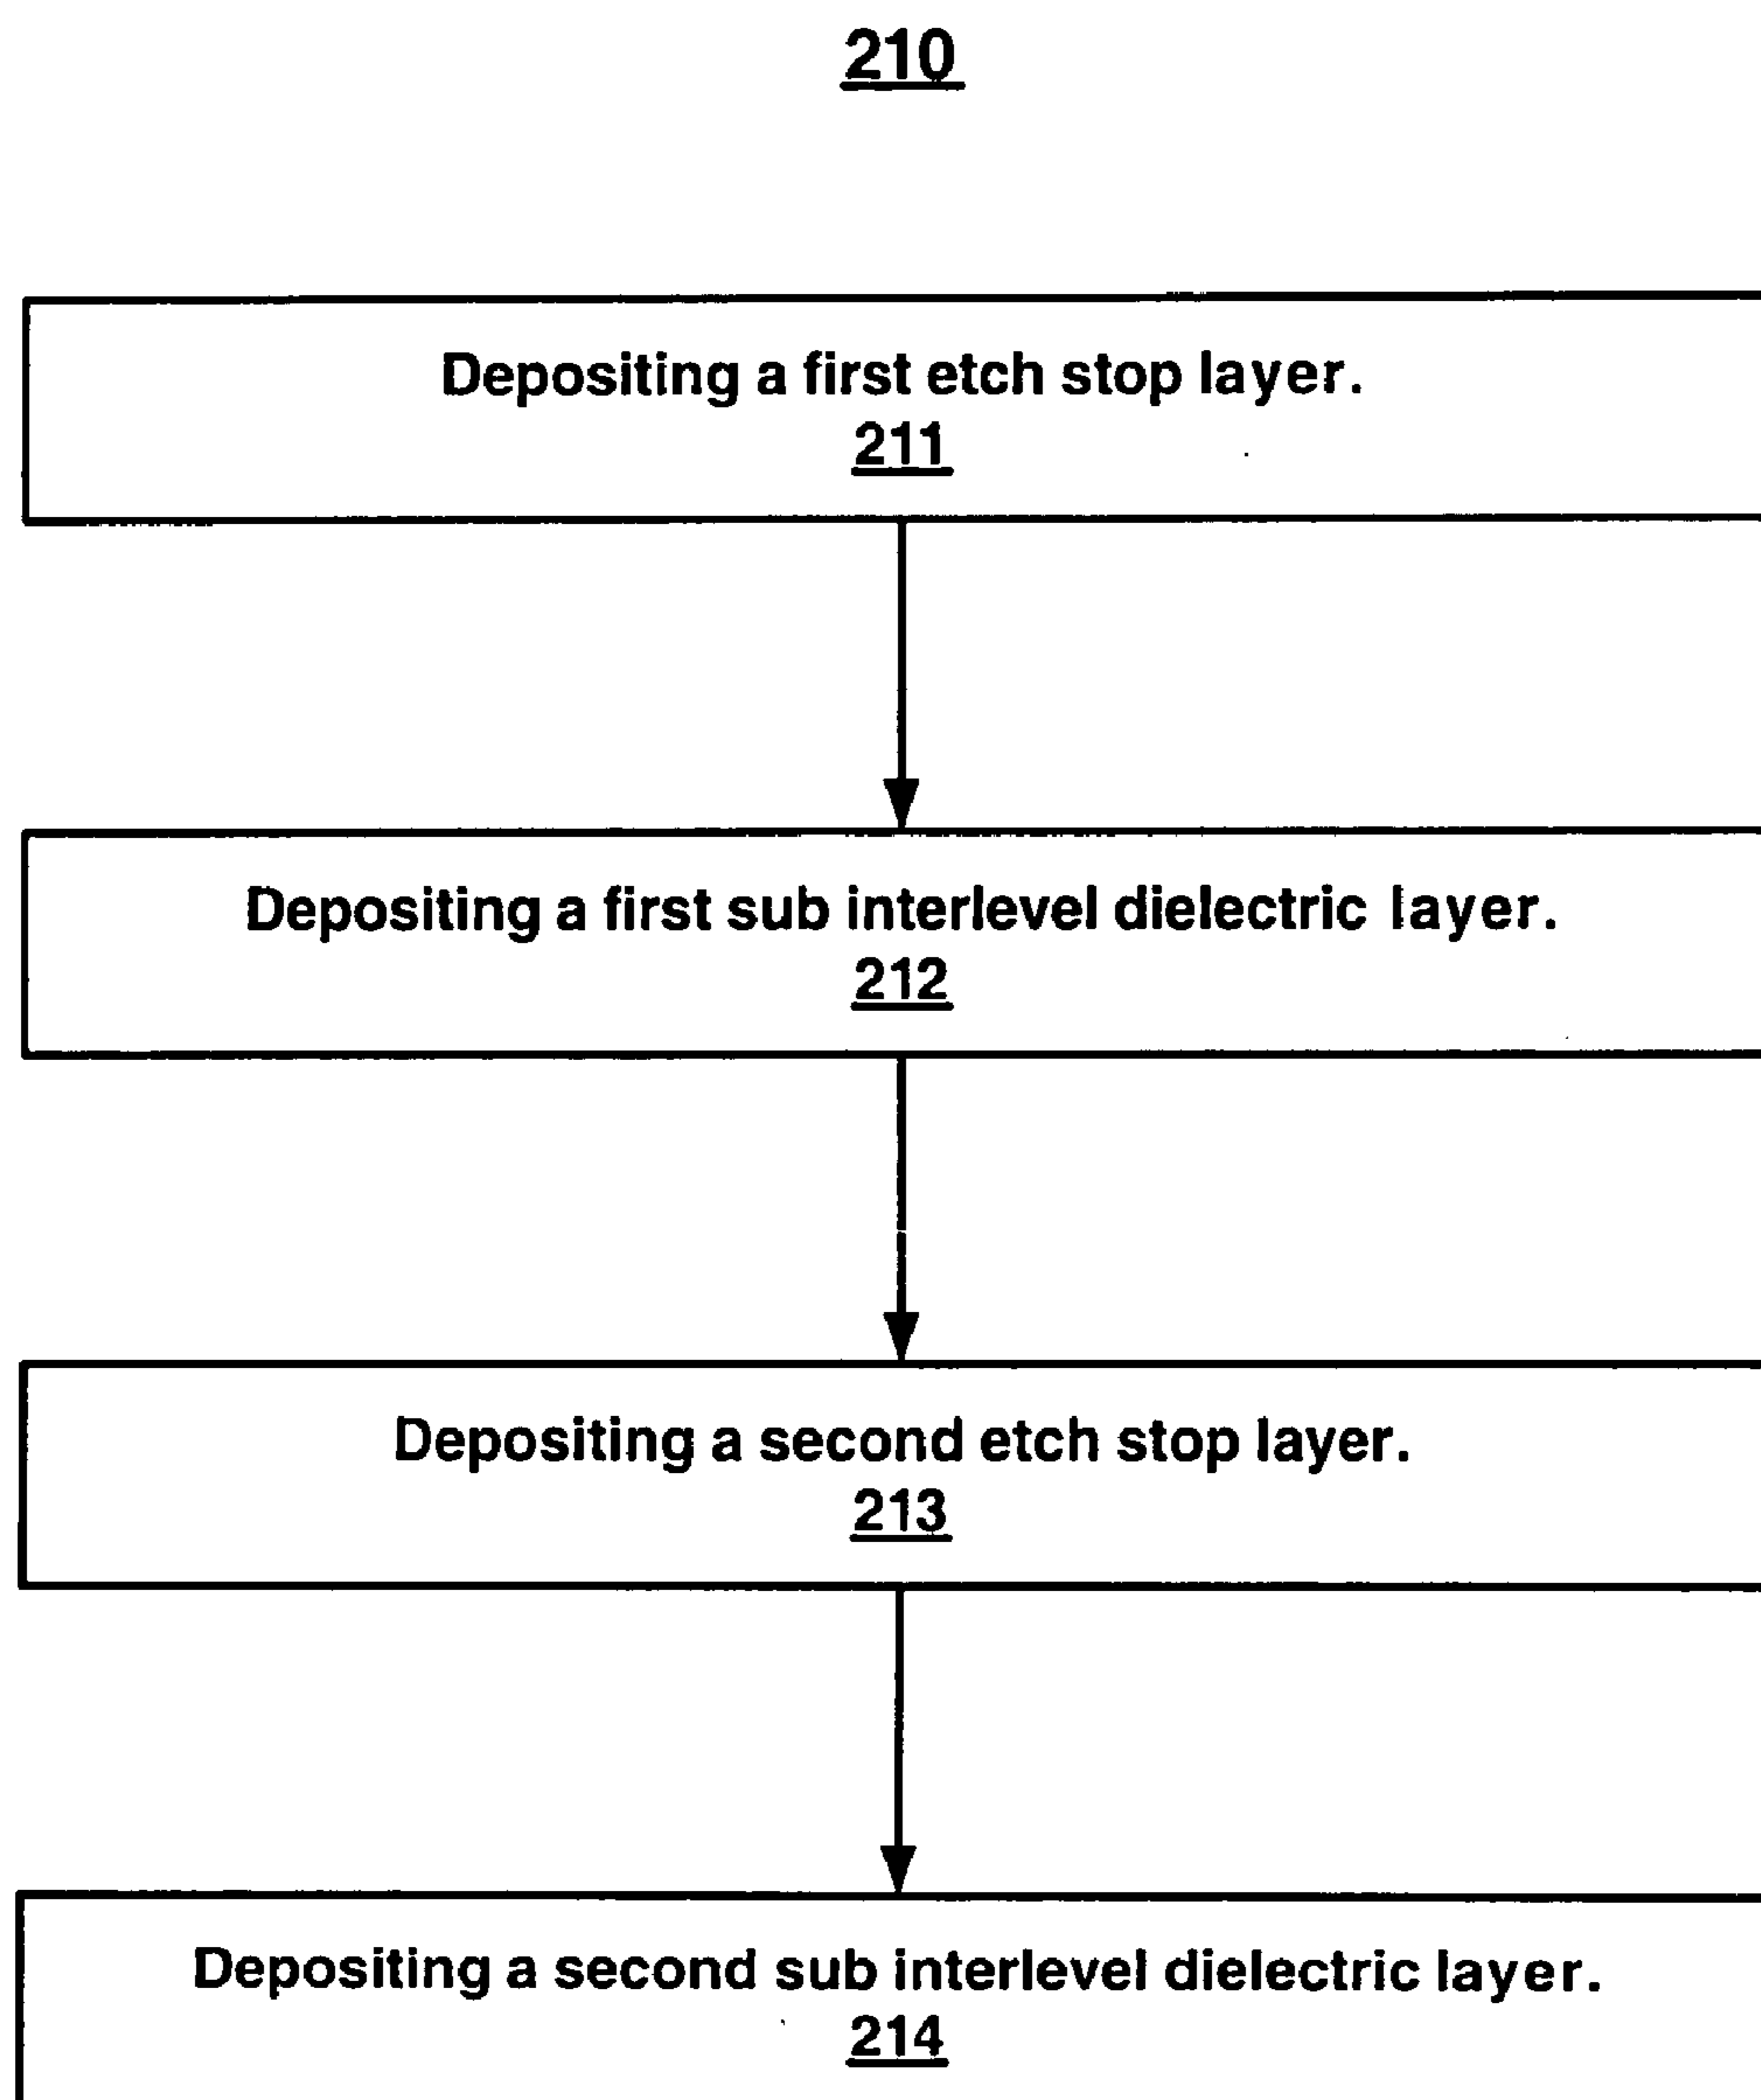 210
Depositing a first etch stop layer.
211
Depositing a first sub interlevel dielectric layer.
212
Depositing a second etch stop layer.
213
Depositing a second sub interlevel dielectric layer.
214